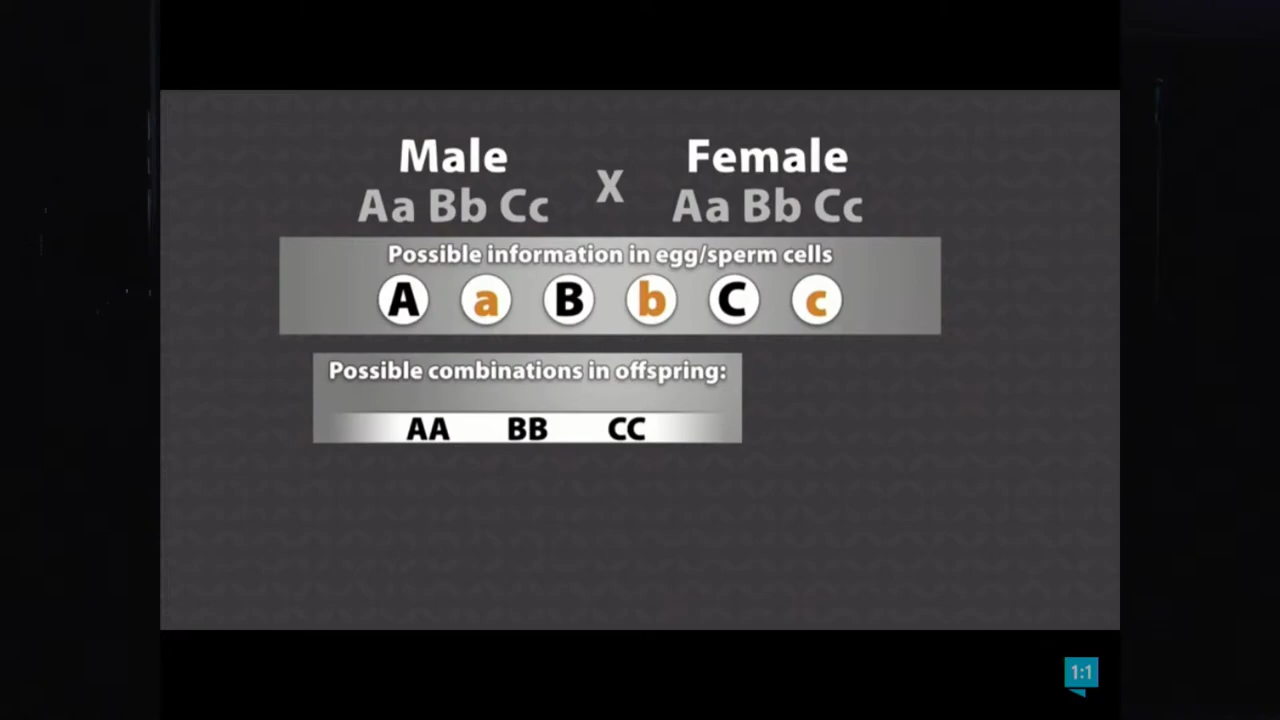 Male
Female
Aa Bb Cc
X
Aa Bb Cc
Possible information in egg/sperm cells
A a B b C c
Possible combinations in offspring:
AA BB CC
1:1